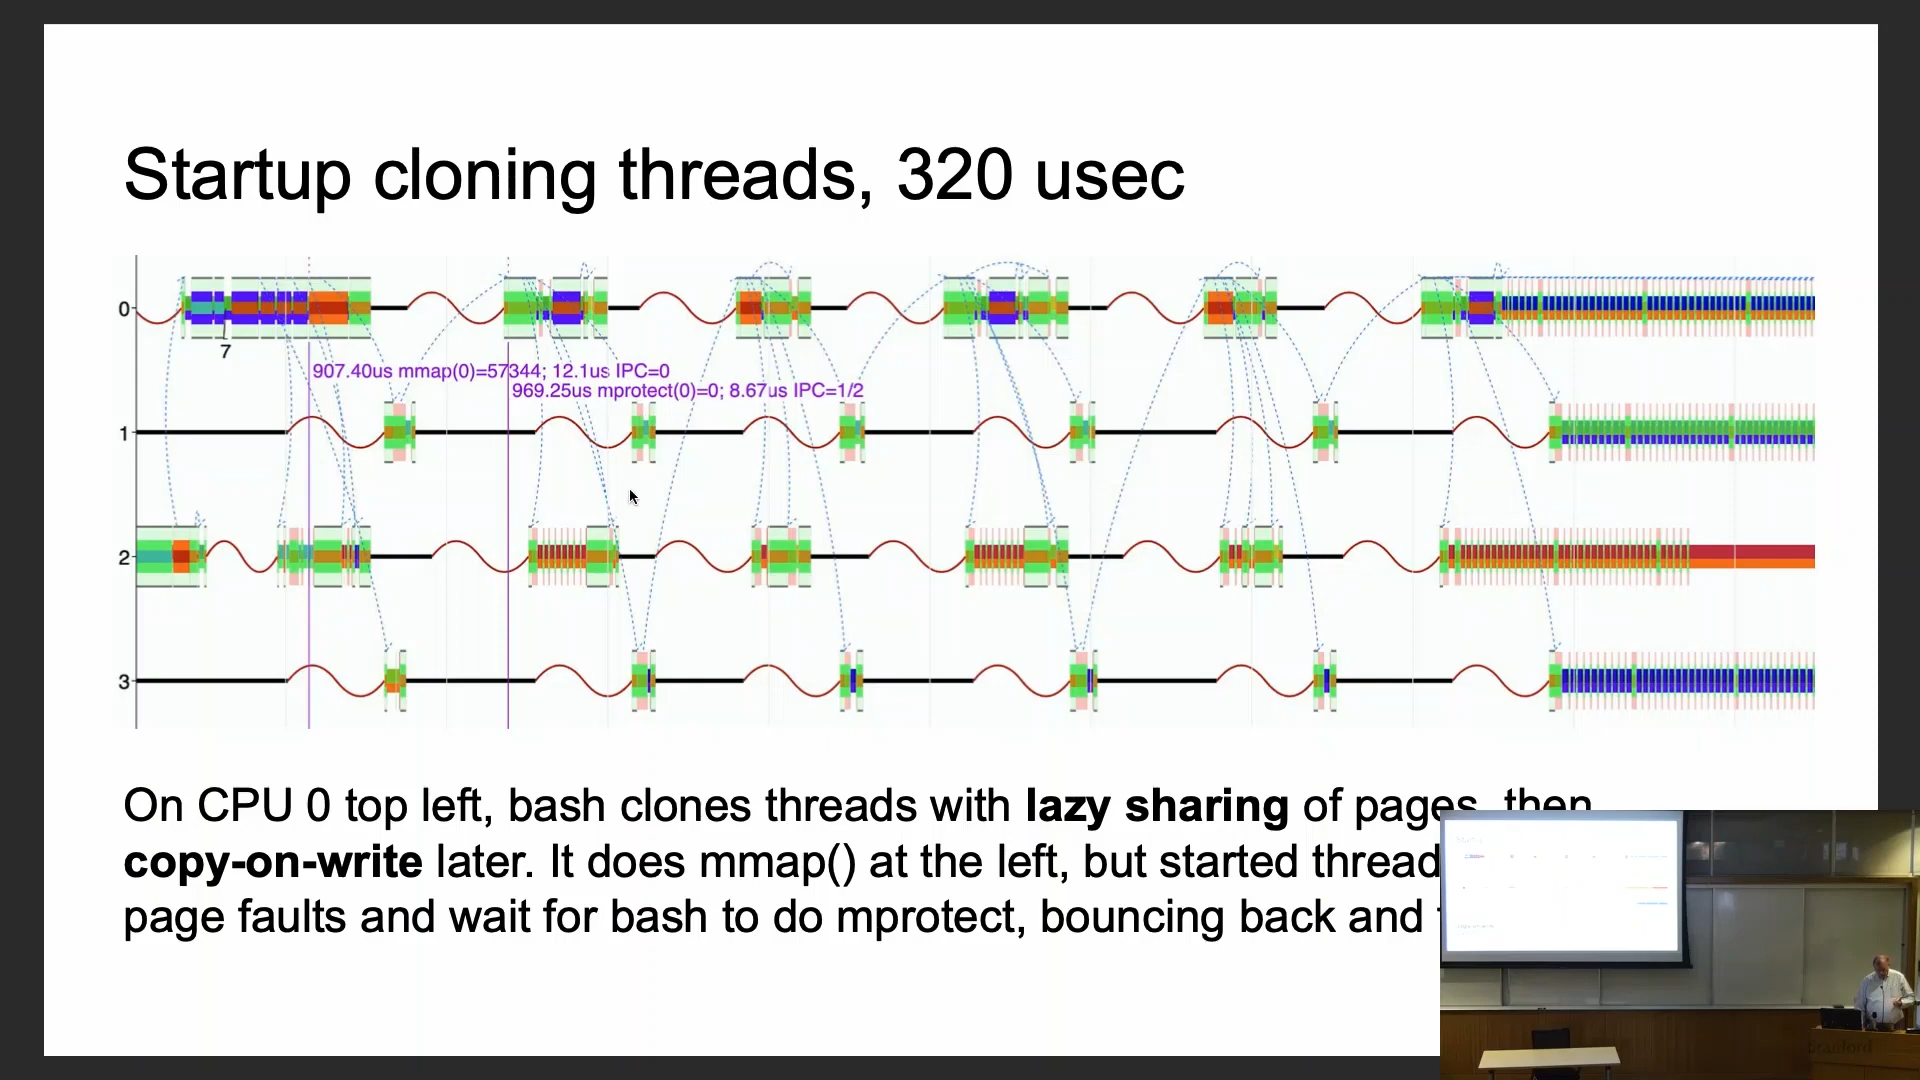 Startup cloning threads, 320 usec
0
7
907.40us mmap(0)=57344; 12.1us IPC=0
969.25us mprotect(0)=0; 8.67us IPC=1/2
1
2
3
On CPU 0 top left, bash clones threads with lazy sharing of pages, then
copy-on-write later. It does mmap() at the left, but started thread
page faults and wait for bash to do mprotect, bouncing back and